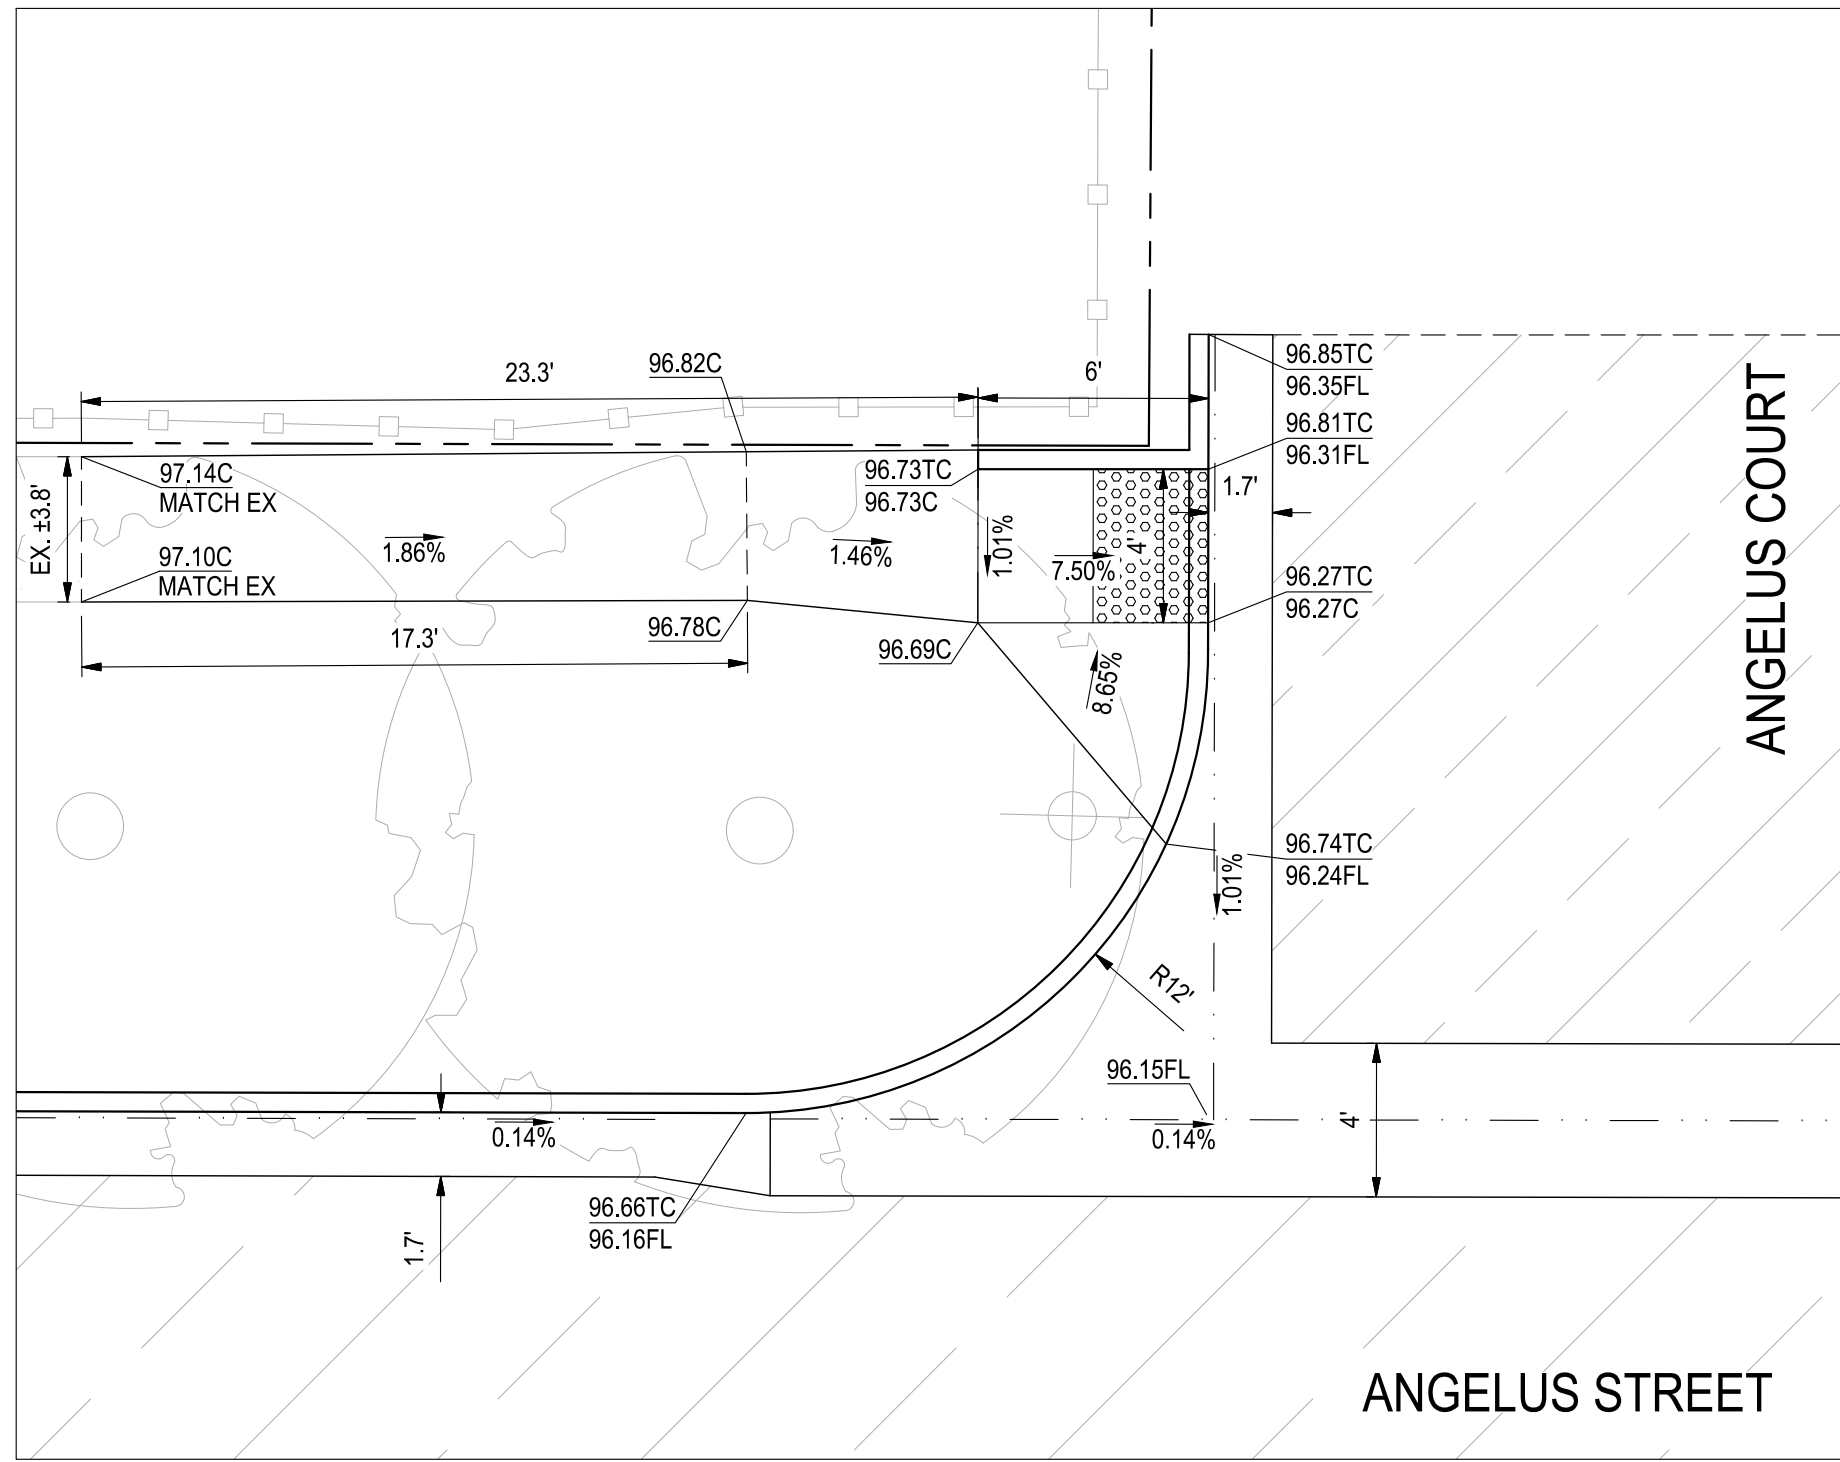 23.3'
96.82C
6'
96.85TC
96.35FL
96.81TC
96.31FL
97.14C
MATCH EX
96.73TC
96.73C
1.7'
EX. ±3.8'
1.86%
1.46%
1.01%
7.50%
4'
97.10C
MATCH EX
96.27TC
96.27C
17.3'
96.78C
96.69C
8.65%
ANGELUS COURT
96.74TC
96.24FL
1.01%
R12'
96.15FL
0.14%
0.14%
4'
96.66TC
96.16FL
1.7'
ANGELUS STREET